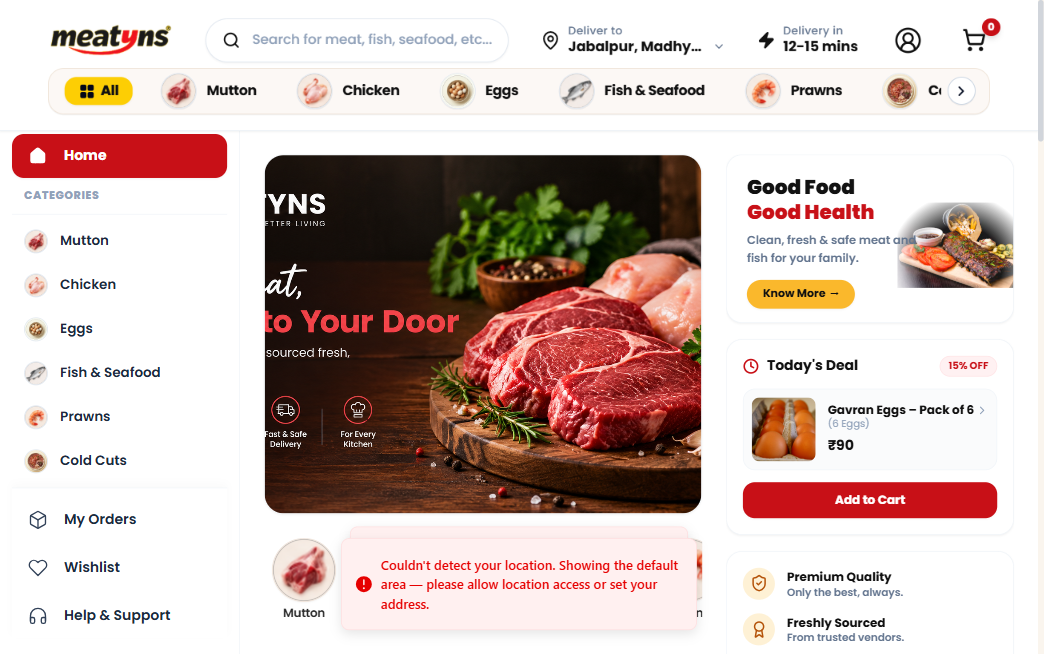 meatyns
Search for meat, fish, seafood, etc...
Deliver to
Jabalpur, Madhy...
Delivery in
12-15 mins
0
All
Mutton
Chicken
Eggs
Fish & Seafood
Prawns
Home
CATEGORIES
Mutton
Chicken
Eggs
Fish & Seafood
Prawns
Cold Cuts
My Orders
Wishlist
Help & Support
YNS
ETTER LIVING
at,
to Your Door
sourced fresh,
Fast & Safe
Delivery
For Every
Kitchen
Mutton
Couldn't detect your location. Showing the default
area — please allow location access or set your
address.
Good Food
Good Health
Clean, fresh & safe meat and
fish for your family.
Know More →
Today's Deal
15% OFF
Gavran Eggs – Pack of 6
(6 Eggs)
₹90
Add to Cart
Premium Quality
Only the best, always.
Freshly Sourced
From trusted vendors.